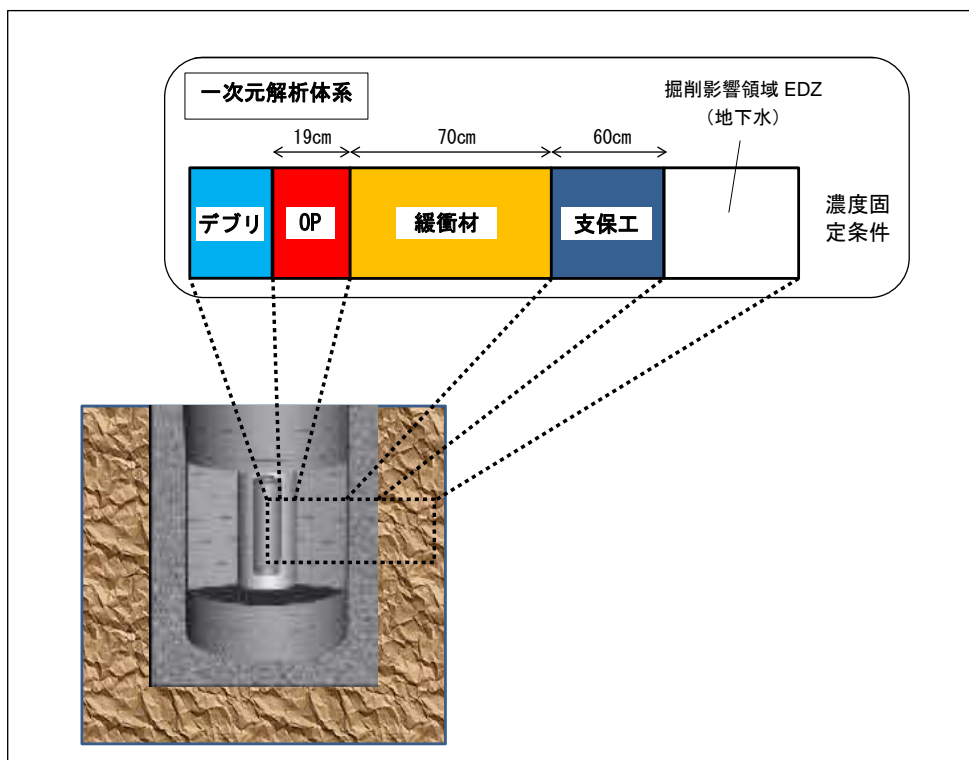 一次元解析体系
掘削影響領域 EDZ
（地下水）
19cm
70cm
60cm
デブリ
OP
緩衝材
支保工
濃度固
定条件